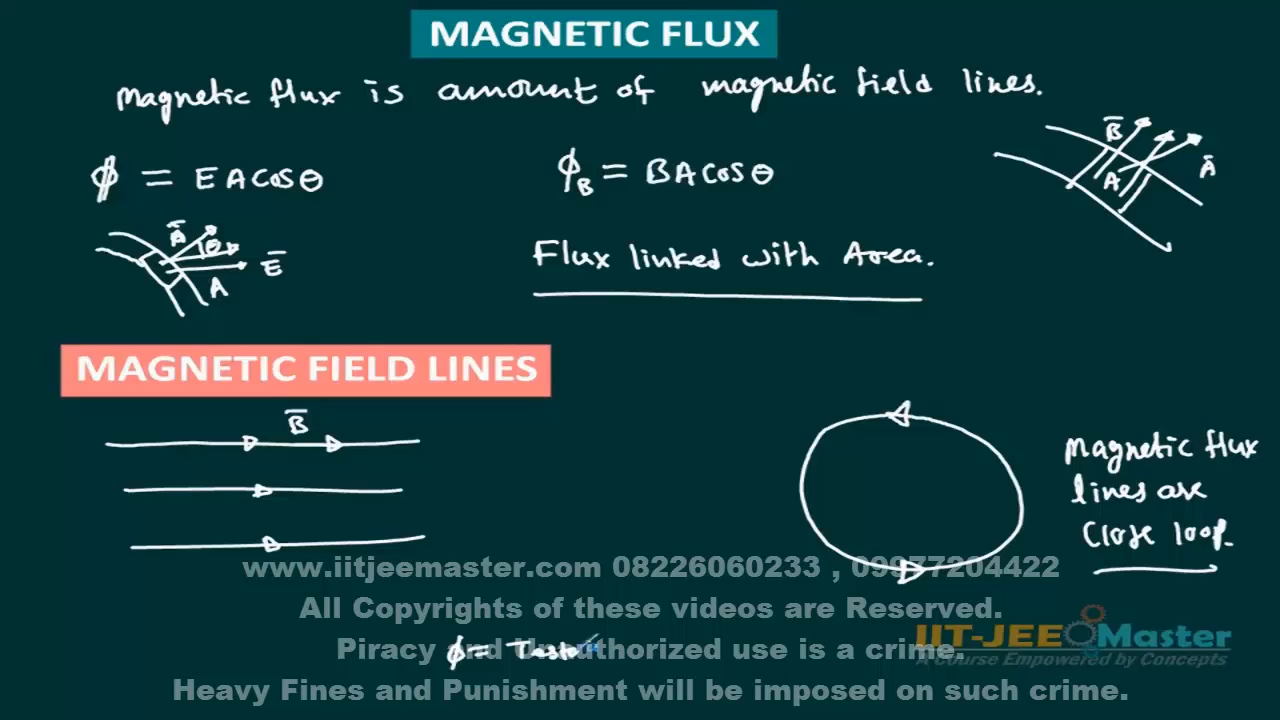 MAGNETIC FLUX
Magnetic flux is amount of magnetic field lines.
ϕ = EACosθ
ϕB = BACosθ
B̄
A
Ā
Ā
θ
Ē
A
Flux linked with Area.
MAGNETIC FIELD LINES
B̄
Magnetic flux
lines are
Close loop.
www.iitjeemaster.com 08226060233 , 09977204422
All Copyrights of these videos are Reserved.
IIT-JEE Master
A Course Empowered by Concepts
Piracy and Unauthorized use is a crime.
ϕ =
Heavy Fines and Punishment will be imposed on such crime.